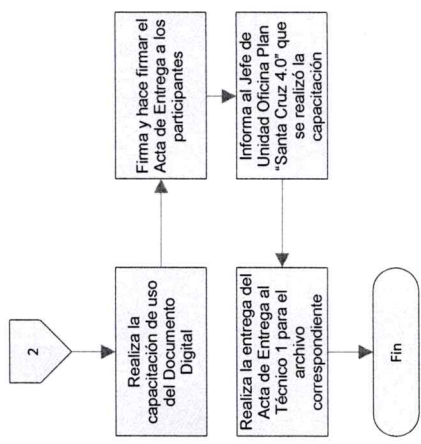 2
Realiza la
capacitación de uso
del Documento
Digital
Firma y hace firmar el
Acta de Entrega a los
participantes
Informa al Jefe de
Unidad Oficina Plan
“Santa Cruz 4.0” que
se realizó la
capacitación
Realiza la entrega del
Acta de Entrega al
Técnico 1 para el
archivo
correspondiente
Fin